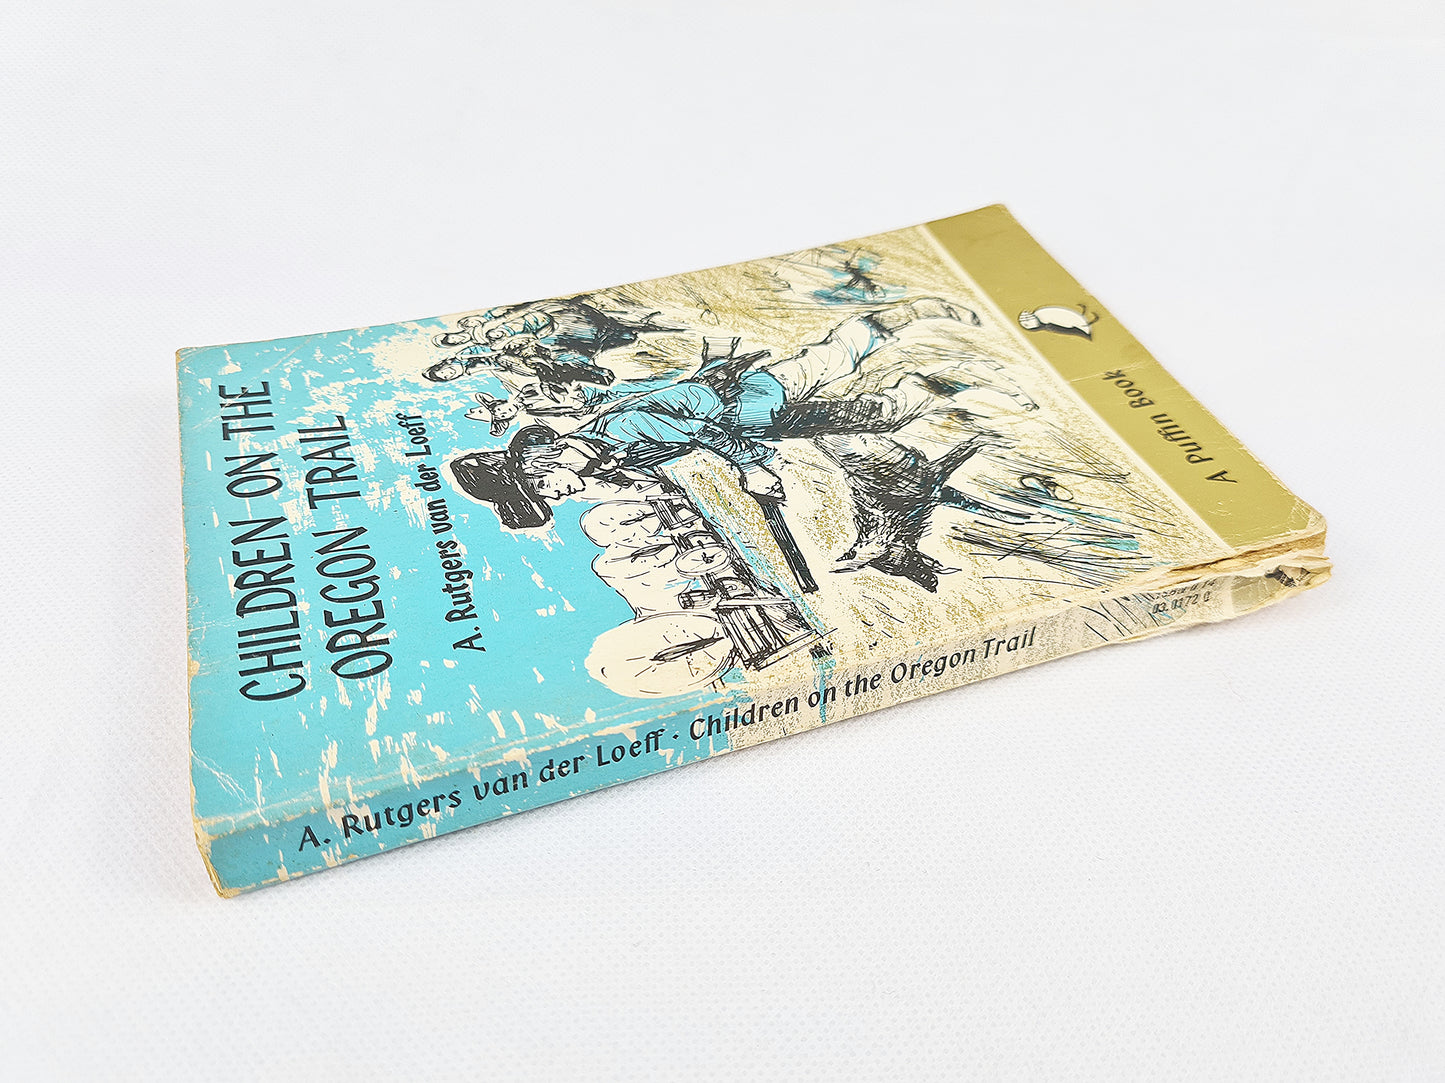 CHILDREN ON THE
OREGON TRAIL
A. Rutgers van der Loeff
A Puffin Book
A. Rutgers van der Loeff · Children on the Oregon Trail